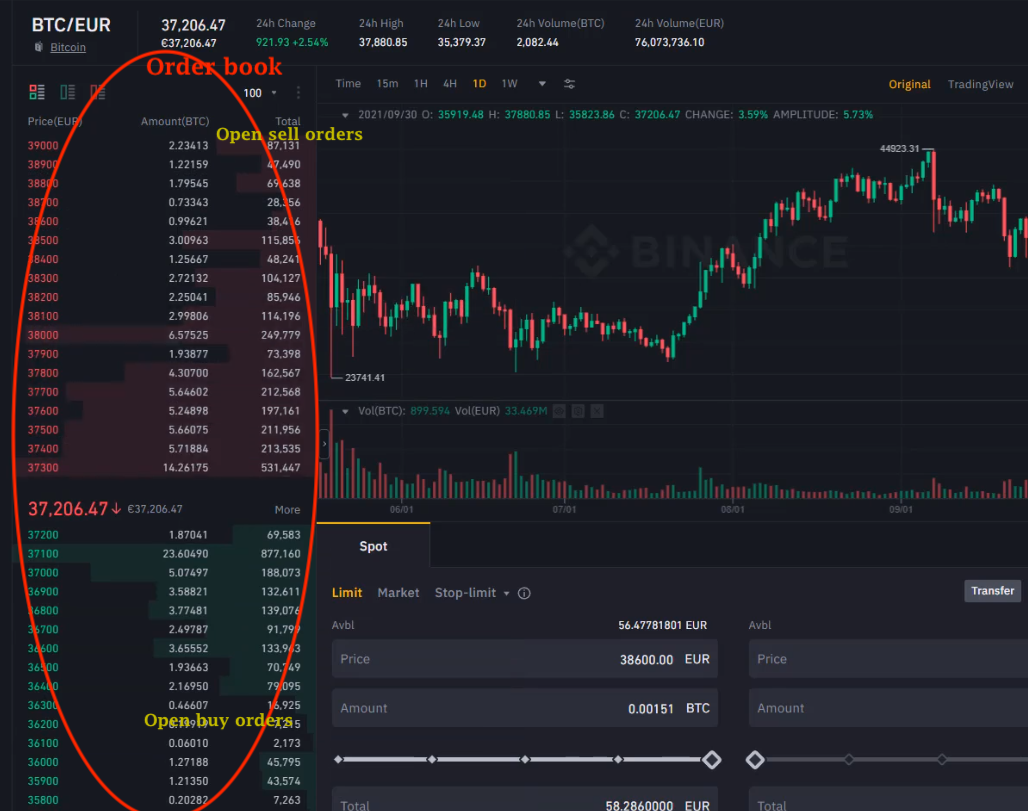 BTC/EUR
Bitcoin
37,206.47
€37,206.47
24h Change
921.93 +2.54%
24h High
37,880.85
24h Low
35,379.37
24h Volume(BTC)
2,082.44
24h Volume(EUR)
76,073,736.10
Order book
100
Price(EUR) Amount(BTC) Total
Open sell orders
39000 2.23413 87,131
38900 1.22159 47,490
38800 1.79545 69,638
38700 0.73343 28,356
38600 0.99621 38,416
38500 3.00963 115,856
38400 1.25667 48,241
38300 2.72132 104,127
38200 2.25041 85,946
38100 2.99806 114,196
38000 6.57525 249,779
37900 1.93877 73,398
37800 4.30700 162,567
37700 5.64602 212,568
37600 5.24898 197,161
37500 5.66075 211,956
37400 5.71884 213,535
37300 14.26175 531,447
37,206.47↓ €37,206.47 More
37200 1.87041 69,583
37100 23.60490 877,160
37000 5.07497 188,073
36900 3.58821 132,611
36800 3.77481 139,076
36700 2.49787 91,799
36600 3.65552 133,963
36500 1.93663 70,749
36400 2.16950 79,095
36300 0.46607 16,925
Open buy orders
36200
36100 0.06010 2,173
36000 1.27188 45,795
35900 1.21350 43,574
35800 0.20282 7,263
Time 15m 1H 4H 1D 1W
Original TradingView
2021/09/30 O: 35919.48 H: 37880.85 L: 35823.86 C: 37206.47 CHANGE: 3.59% AMPLITUDE: 5.73%
44923.31
BINANCE
23741.41
Vol(BTC): 899.594 Vol(EUR) 33.469M
06/01 07/01 08/01 09/01
Spot
Limit Market Stop-limit
Transfer
Avbl 56.47781801 EUR
Price 38600.00 EUR
Amount 0.00151 BTC
Total 58.2860000 EUR
Avbl
Price
Amount
Total